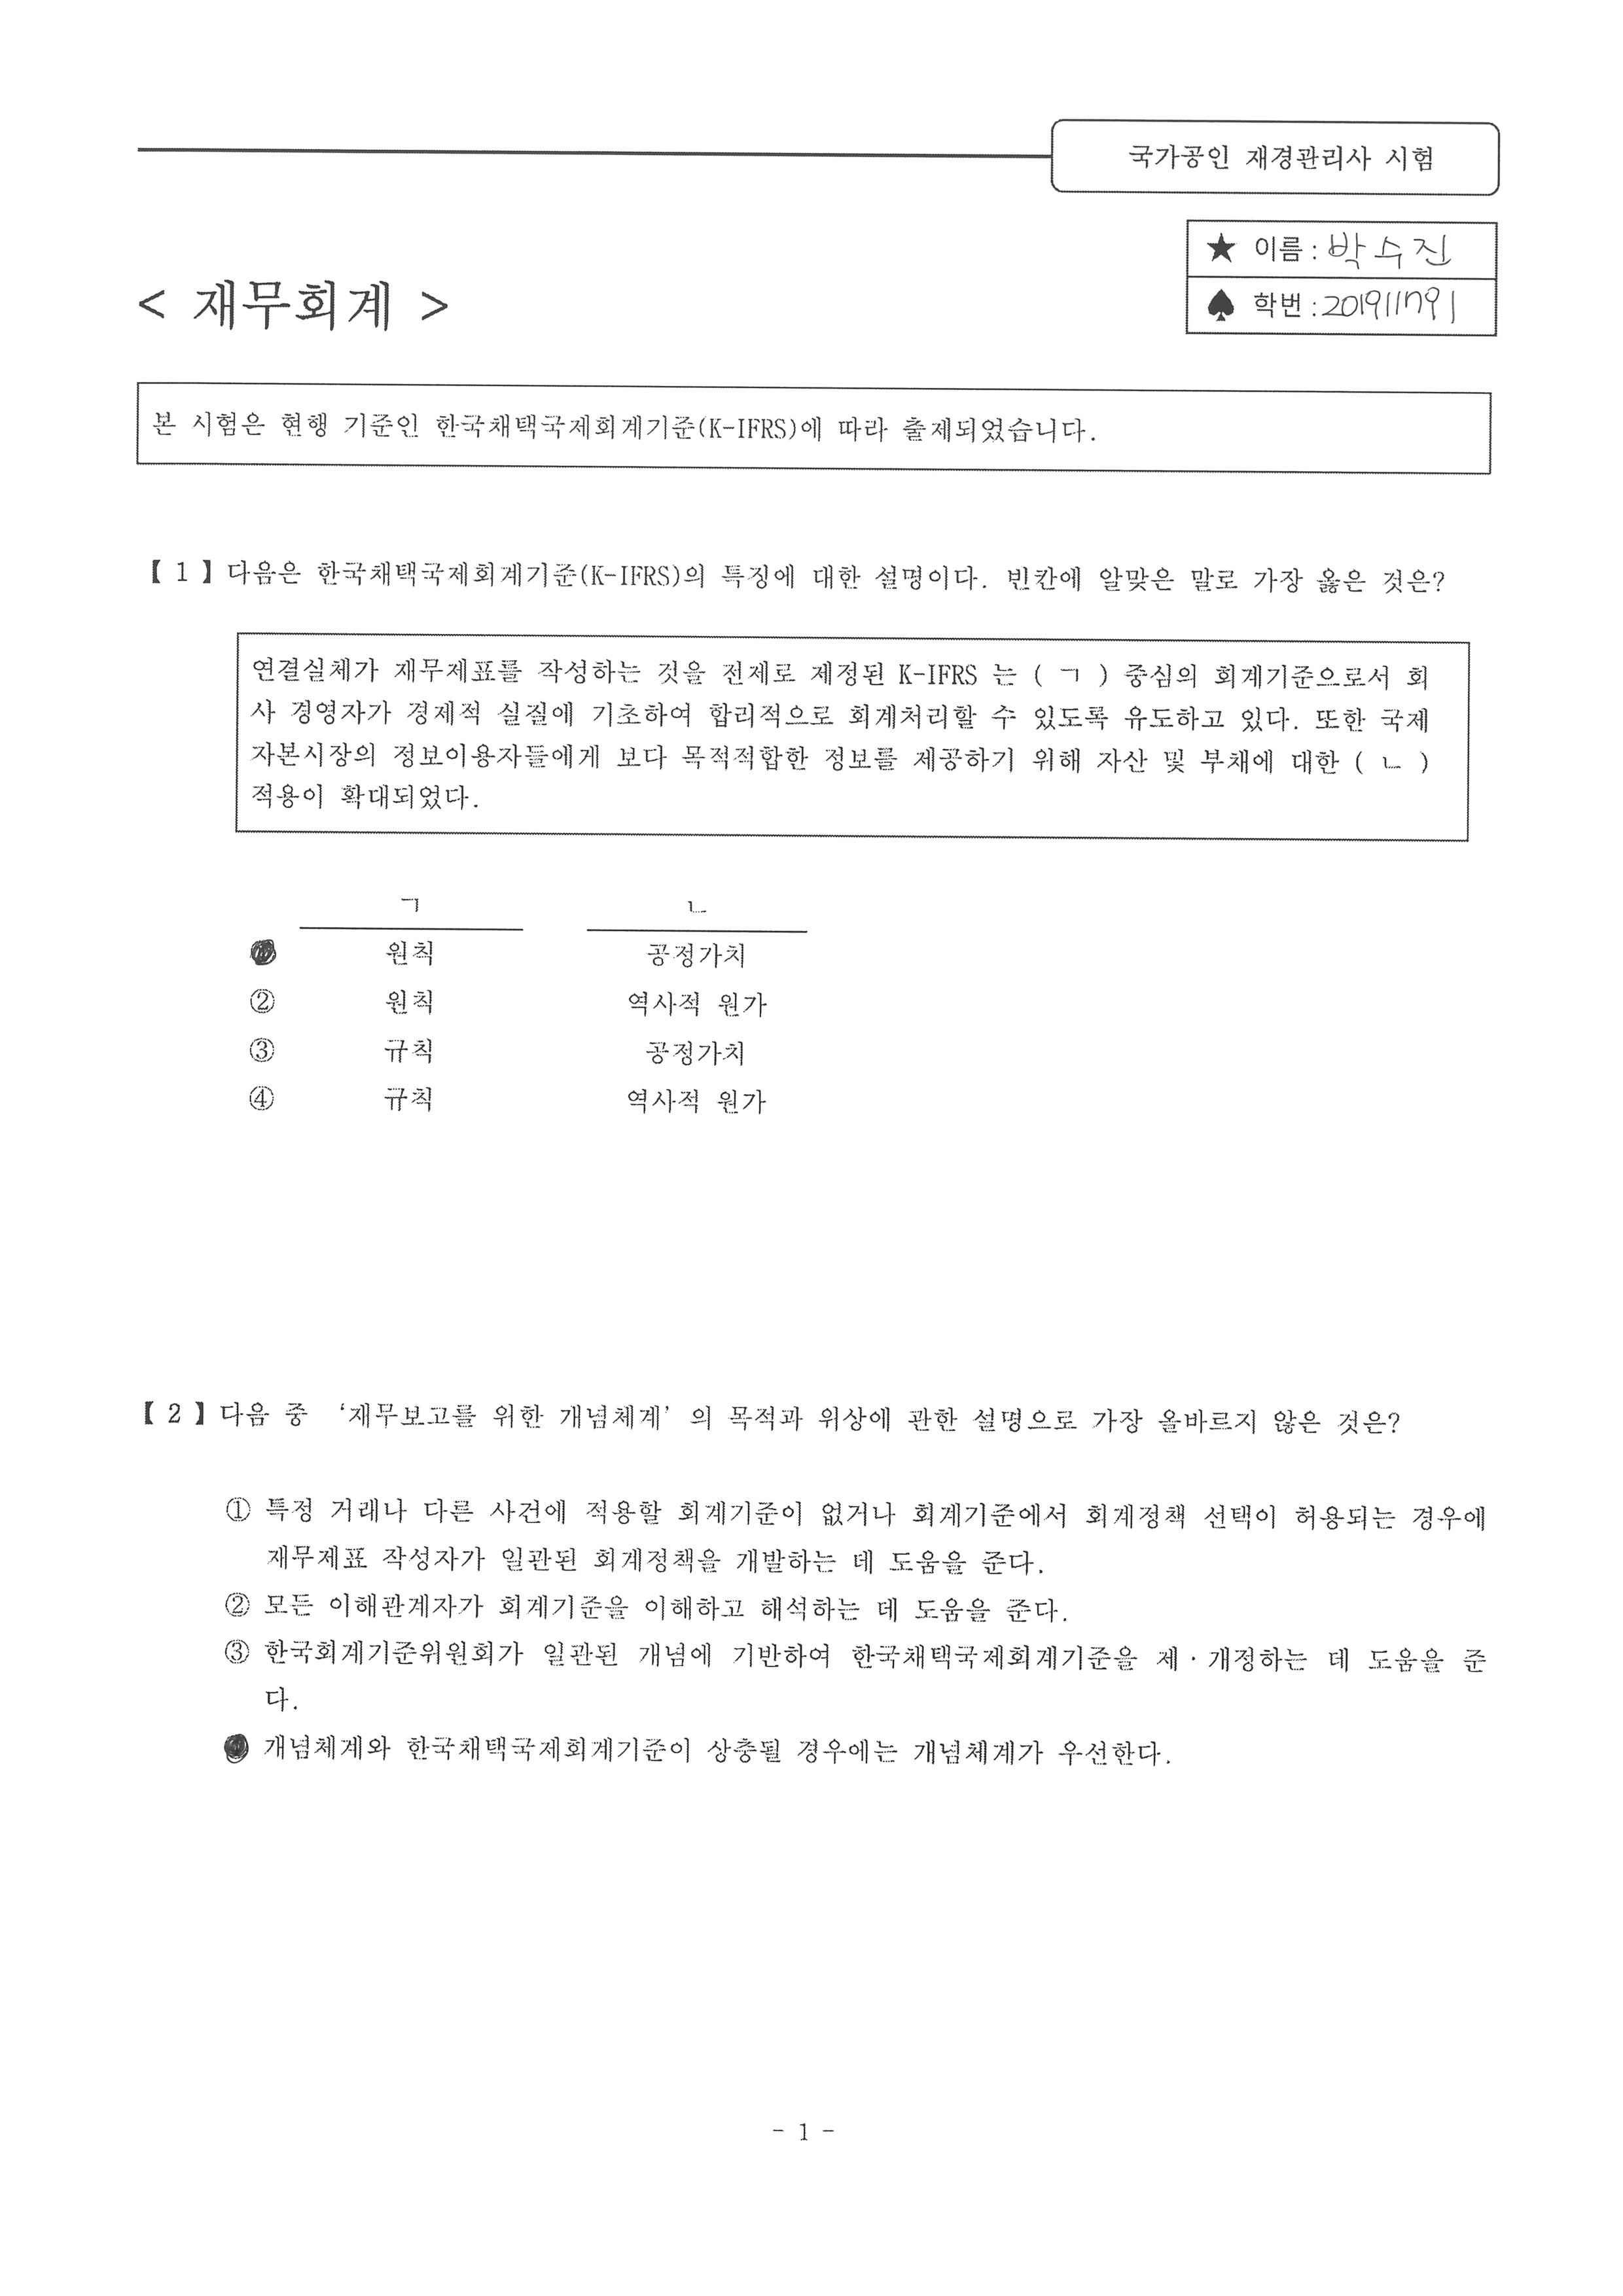 국가공인 재경관리사 시험
★ 이름 : 박수진
♠ 학번 : 201911791
< 재무회계 >
본 시험은 현행 기준인 한국채택국제회계기준(K-IFRS)에 따라 출제되었습니다.
【 1 】 다음은 한국채택국제회계기준(K-IFRS)의 특징에 대한 설명이다. 빈칸에 알맞은 말로 가장 옳은 것은?
연결실체가 재무제표를 작성하는 것을 전제로 제정된 K-IFRS 는 ( ㄱ ) 중심의 회계기준으로서 회
사 경영자가 경제적 실질에 기초하여 합리적으로 회계처리할 수 있도록 유도하고 있다. 또한 국제
자본시장의 정보이용자들에게 보다 목적적합한 정보를 제공하기 위해 자산 및 부채에 대한 ( ㄴ )
적용이 확대되었다.
ㄱ ㄴ
① 원칙 공정가치
② 원칙 역사적 원가
③ 규칙 공정가치
④ 규칙 역사적 원가
【 2 】 다음 중 ‘재무보고를 위한 개념체계’ 의 목적과 위상에 관한 설명으로 가장 올바르지 않은 것은?
① 특정 거래나 다른 사건에 적용할 회계기준이 없거나 회계기준에서 회계정책 선택이 허용되는 경우에
재무제표 작성자가 일관된 회계정책을 개발하는 데 도움을 준다.
② 모든 이해관계자가 회계기준을 이해하고 해석하는 데 도움을 준다.
③ 한국회계기준위원회가 일관된 개념에 기반하여 한국채택국제회계기준을 제·개정하는 데 도움을 준
다.
④ 개념체계와 한국채택국제회계기준이 상충될 경우에는 개념체계가 우선한다.
- 1 -